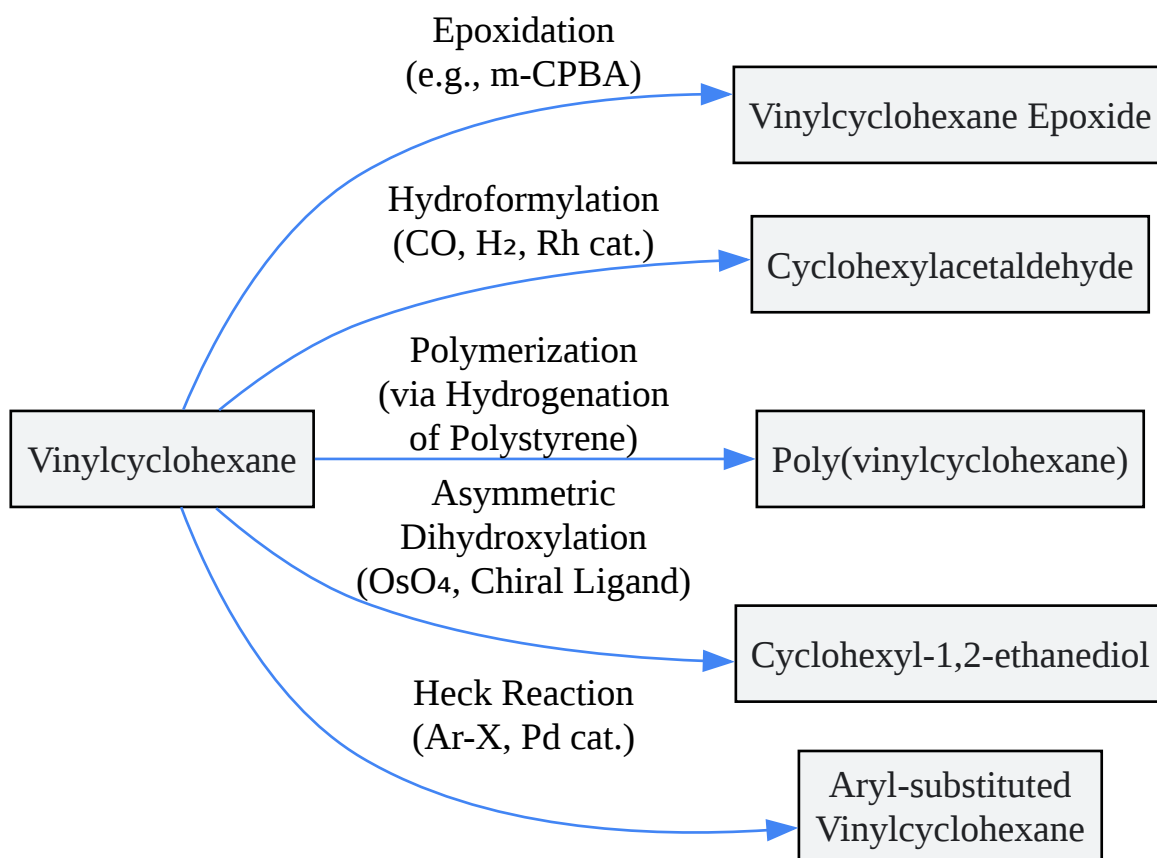 Epoxidation
(e.g., m-CPBA)
Vinylcyclohexane Epoxide
Hydroformylation
(CO, H₂, Rh cat.)
Cyclohexylacetaldehyde
Polymerization
(via Hydrogenation
of Polystyrene)
Vinylcyclohexane
Poly(vinylcyclohexane)
Asymmetric
Dihydroxylation
(OsO₄, Chiral Ligand)
Cyclohexyl-1,2-ethanediol
Heck Reaction
(Ar-X, Pd cat.)
Aryl-substituted
Vinylcyclohexane